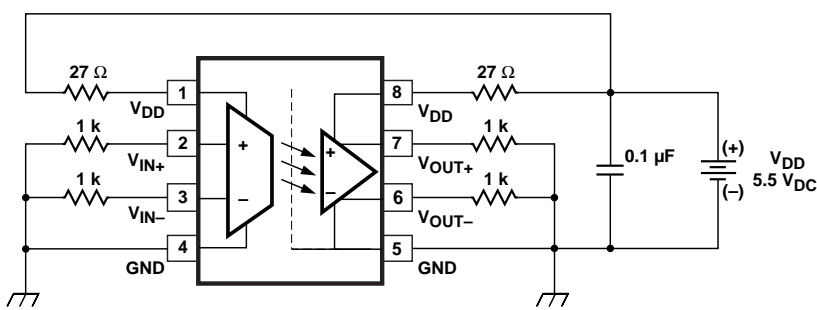 27 Ω
1
V_DD
1 k
2
V_IN+
+
1 k
3
V_IN–
–
4
GND
+
–
8
27 Ω
V_DD
7
1 k
V_OUT+
6
1 k
V_OUT–
5
GND
0.1 µF
(+)
(–)
V_DD
5.5 V_DC